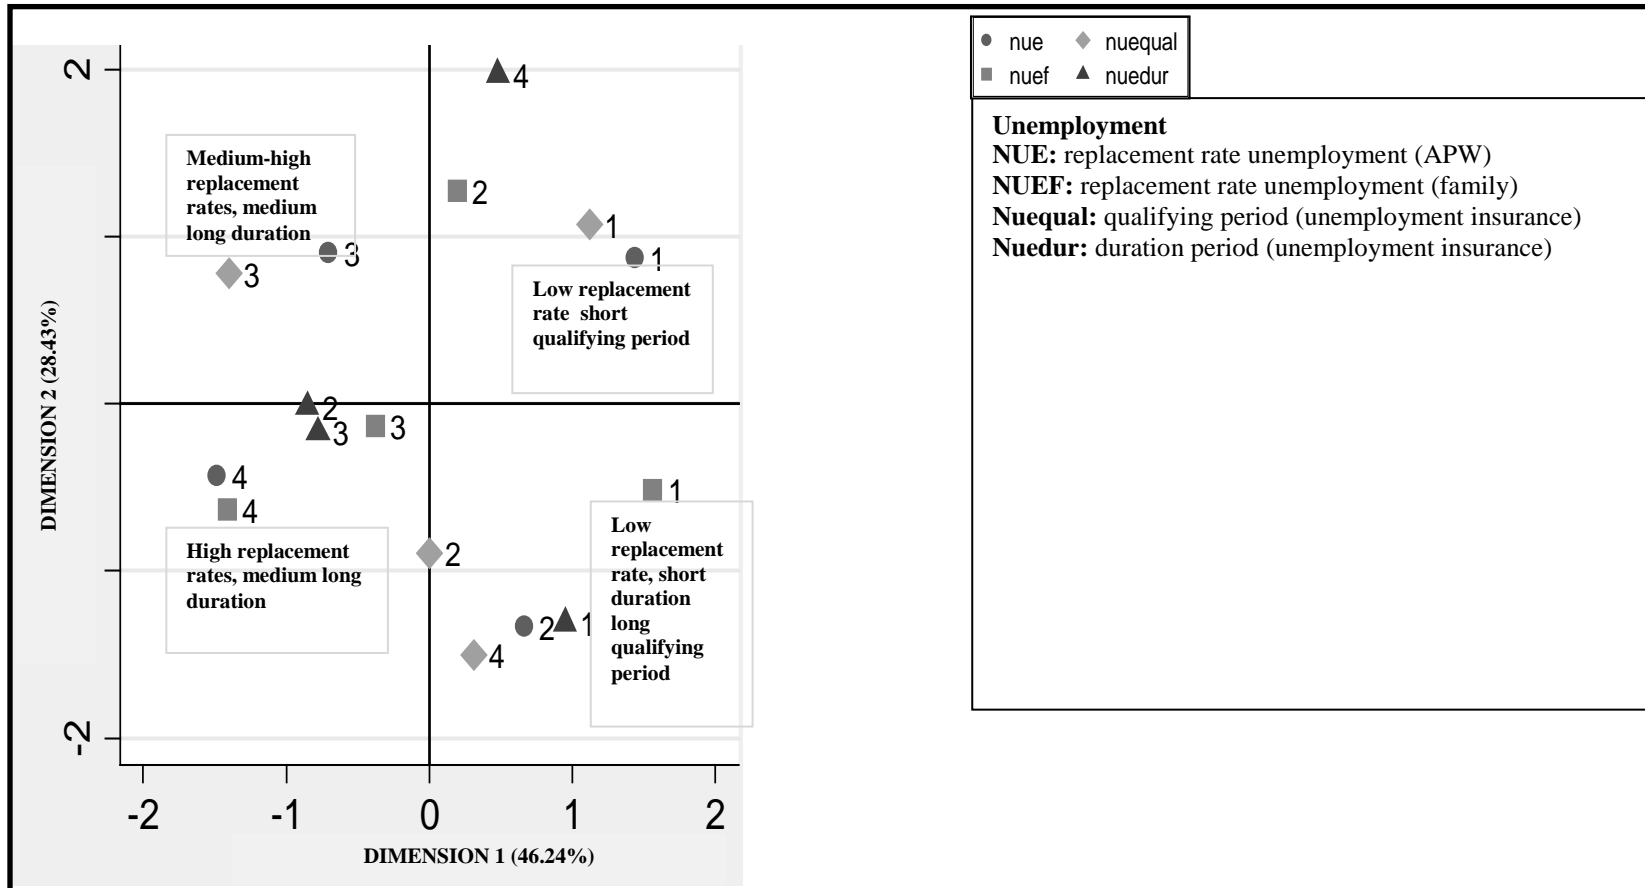 nue nuequal
nuef nuedur
Unemployment
NUE: replacement rate unemployment (APW)
NUEF: replacement rate unemployment (family)
Nuequal: qualifying period (unemployment insurance)
Nuedur: duration period (unemployment insurance)
DIMENSION 2 (28.43%)
2
-2
4
Medium-high
replacement
rates, medium
long duration
2
1
3
1
3
Low replacement
rate short
qualifying period
2
3
3
4
1
4
High replacement
rates, medium long
duration
2
Low
replacement
rate, short
duration
long
qualifying
period
2
1
4
-2 -1 0 1 2
DIMENSION 1 (46.24%)